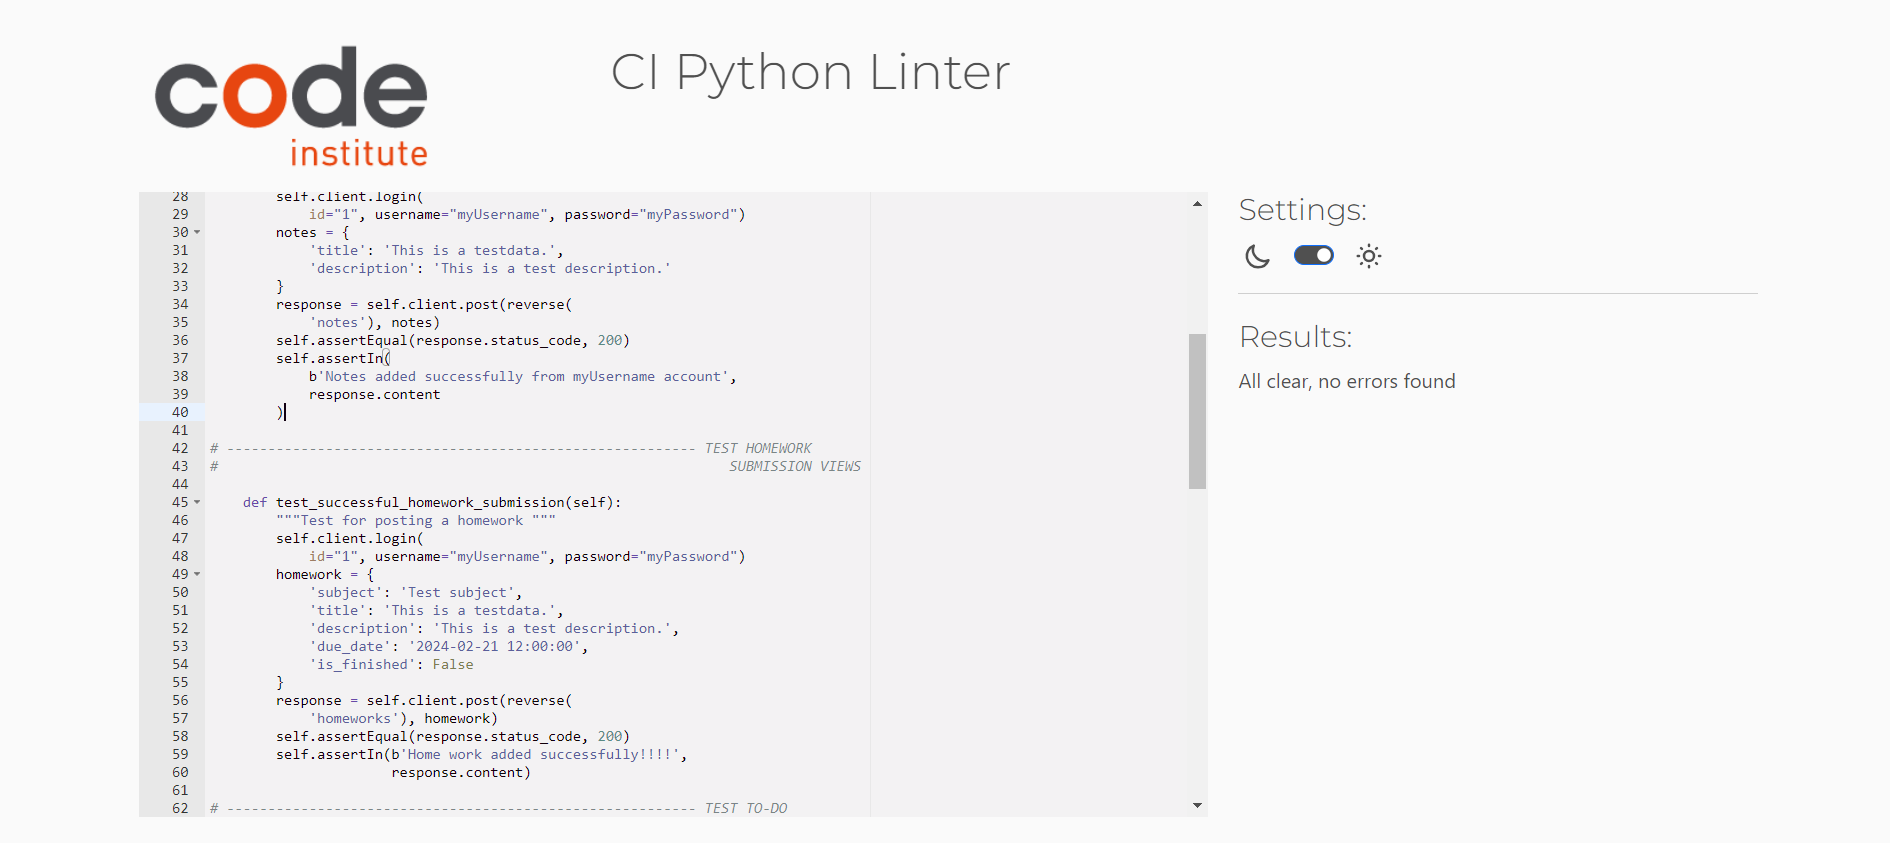 code
institute
CI Python Linter
28 self.client.login(
29 id="1", username="myUsername", password="myPassword")
30 notes = {
31 'title': 'This is a testdata.',
32 'description': 'This is a test description.'
33 }
34 response = self.client.post(reverse(
35 'notes'), notes)
36 self.assertEqual(response.status_code, 200)
37 self.assertIn(
38 b'Notes added successfully from myUsername account',
39 response.content
40 )
41
42 # --------------------------------------------------------- TEST HOMEWORK
43 # SUBMISSION VIEWS
44
45 def test_successful_homework_submission(self):
46 """Test for posting a homework """
47 self.client.login(
48 id="1", username="myUsername", password="myPassword")
49 homework = {
50 'subject': 'Test subject',
51 'title': 'This is a testdata.',
52 'description': 'This is a test description.',
53 'due_date': '2024-02-21 12:00:00',
54 'is_finished': False
55 }
56 response = self.client.post(reverse(
57 'homeworks'), homework)
58 self.assertEqual(response.status_code, 200)
59 self.assertIn(b'Home work added successfully!!!!',
60 response.content)
61
62 # --------------------------------------------------------- TEST TO-DO
Settings:
Results:
All clear, no errors found